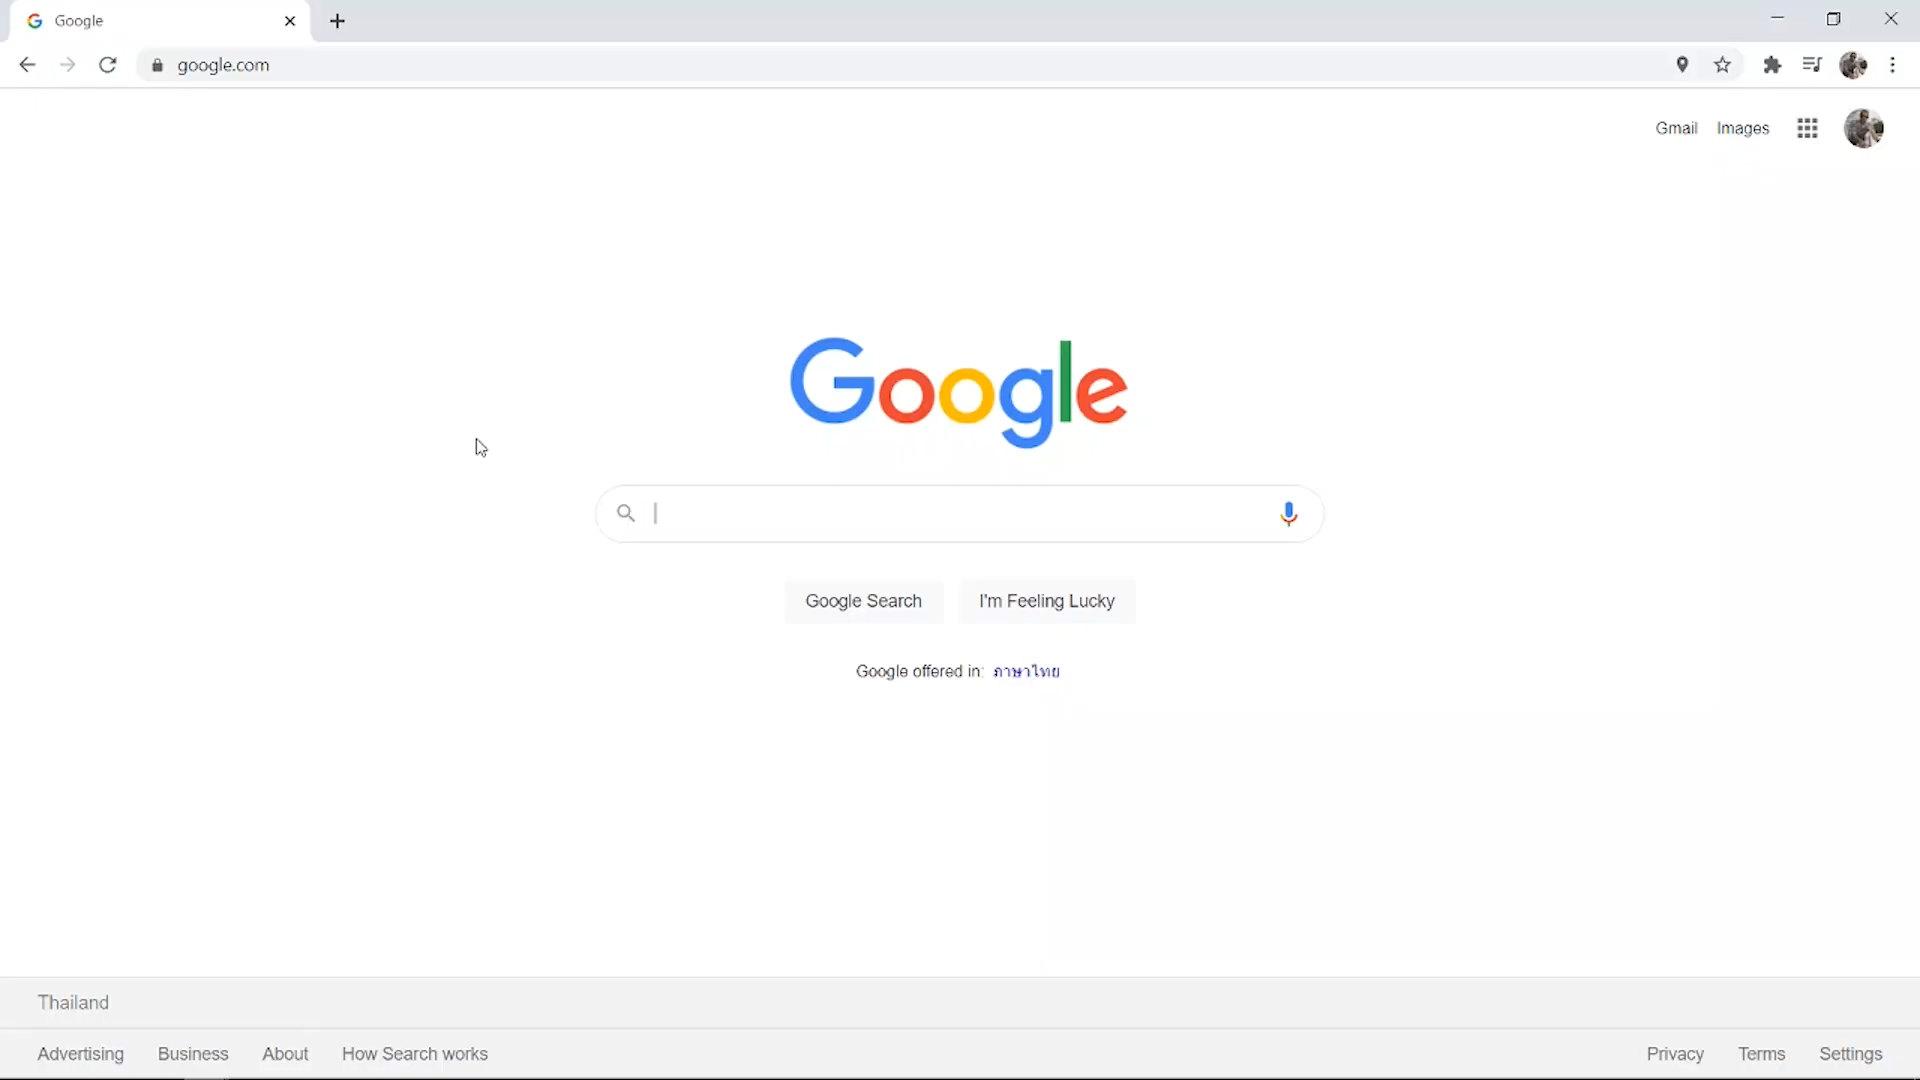 Google
google.com
Gmail Images
Google
Google Search I'm Feeling Lucky
Google offered in: ภาษาไทย
Thailand
Advertising Business About How Search works Privacy Terms Settings